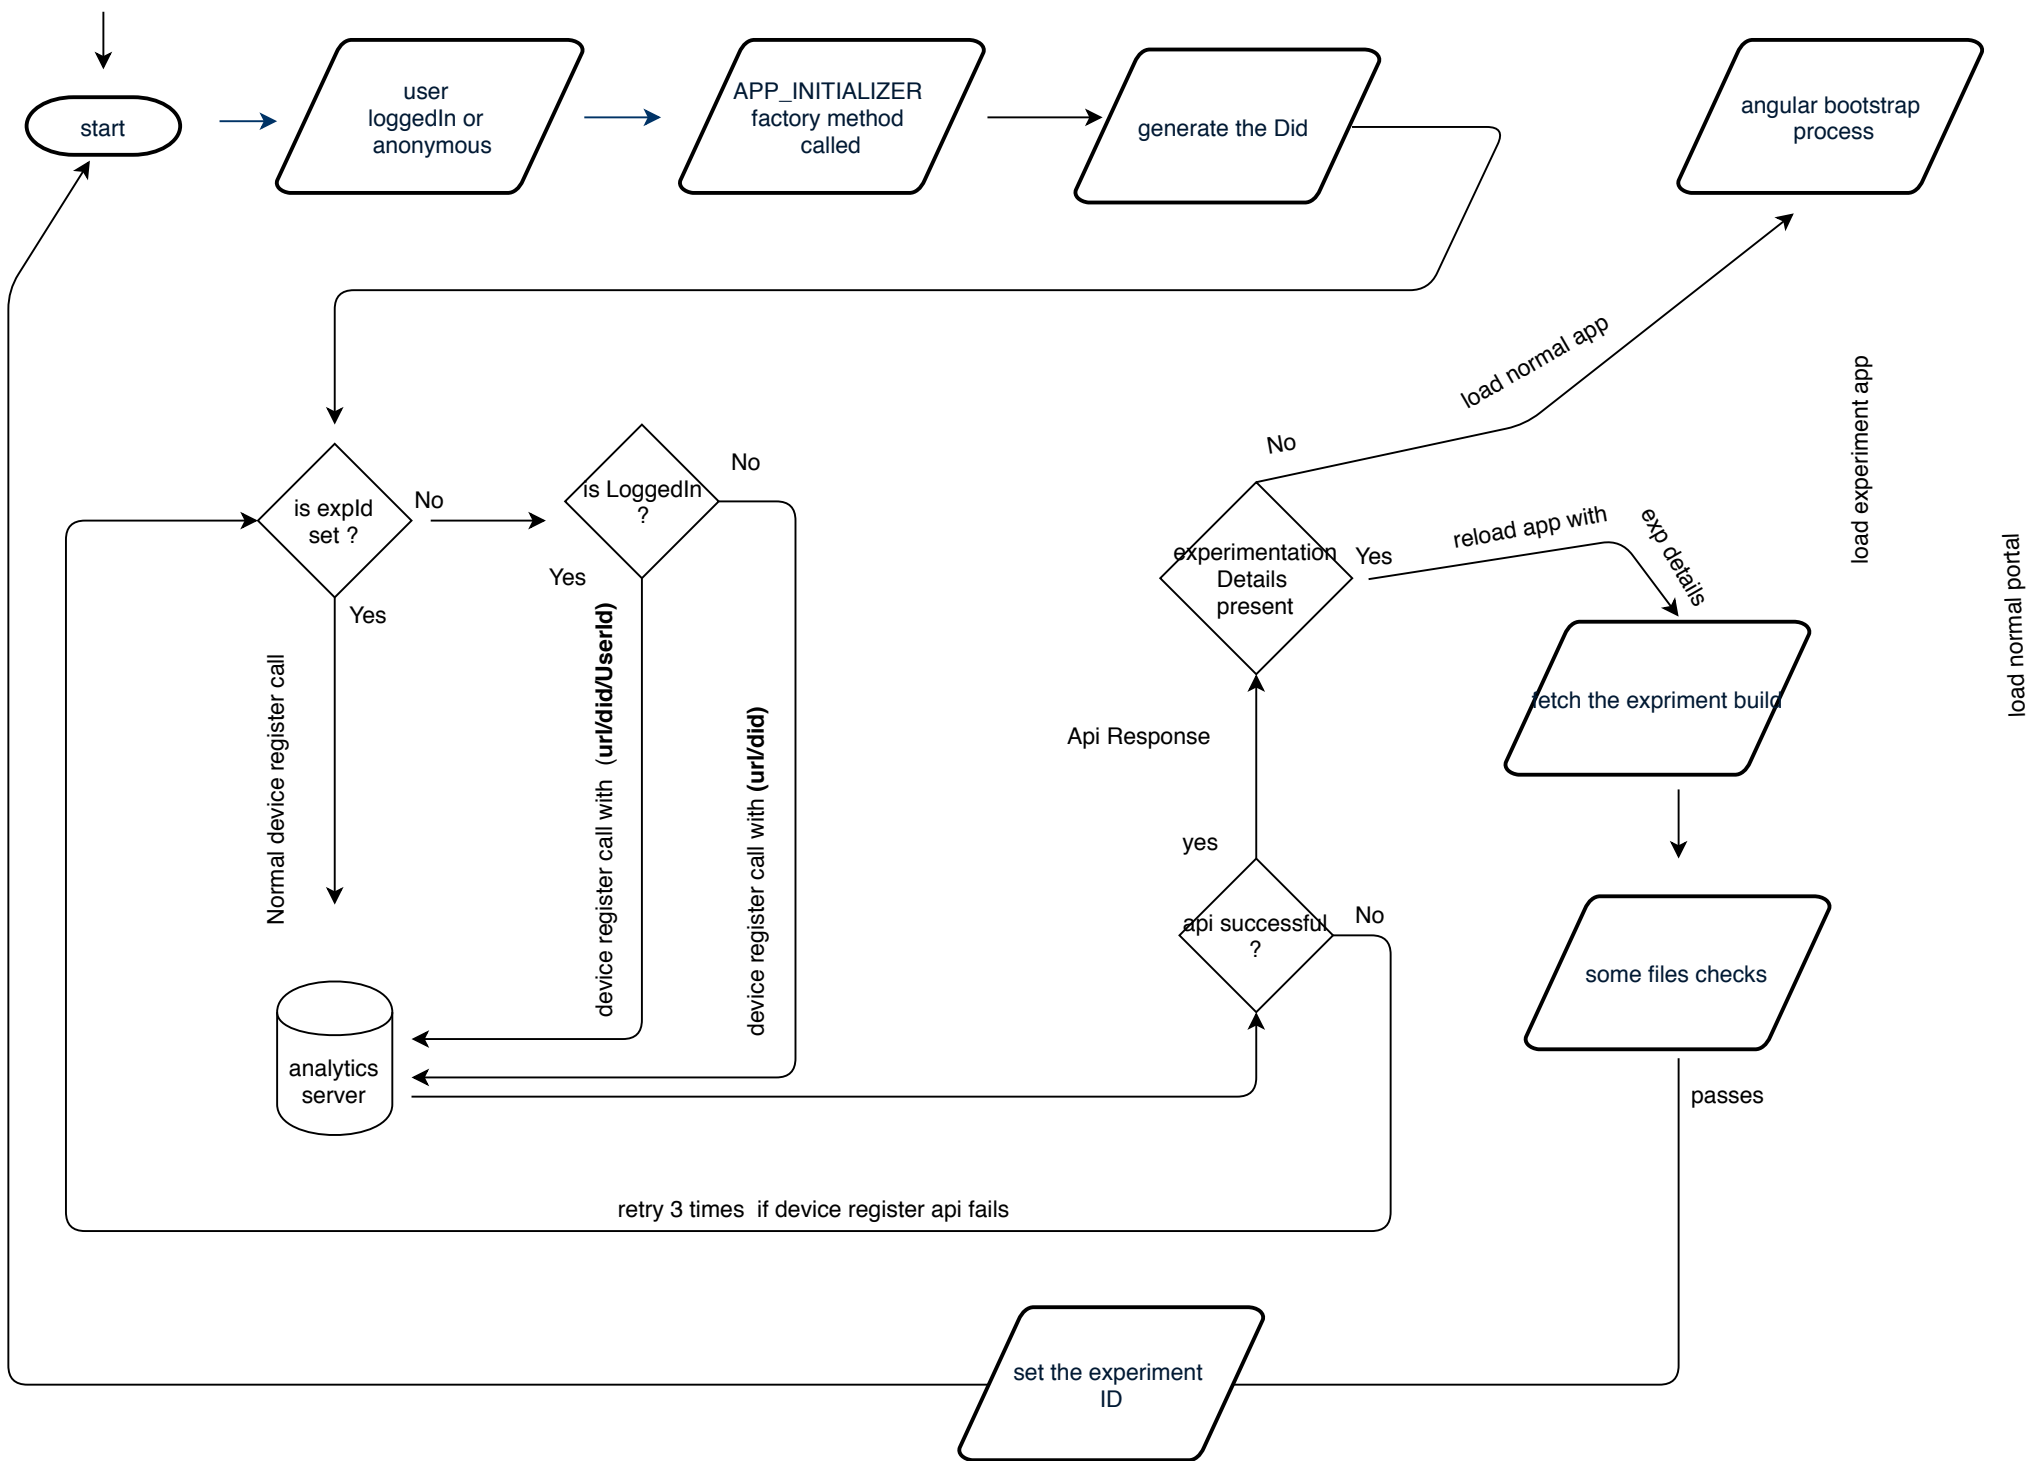 start
user
loggedIn or
anonymous
APP_INITIALIZER
factory method
called
generate the Did
angular bootstrap
process
load normal app
load experiment app
load normal portal
is expId
set ?
No
Yes
is LoggedIn
?
No
Yes
Normal device register call
device register call with (url/did/UserId)
device register call with (url/did)
analytics
server
No
experimentation
Details
present
Yes
reload app with
exp details
fetch the expriment build
Api Response
yes
api successful
?
No
some files checks
passes
retry 3 times if device register api fails
set the experiment
ID